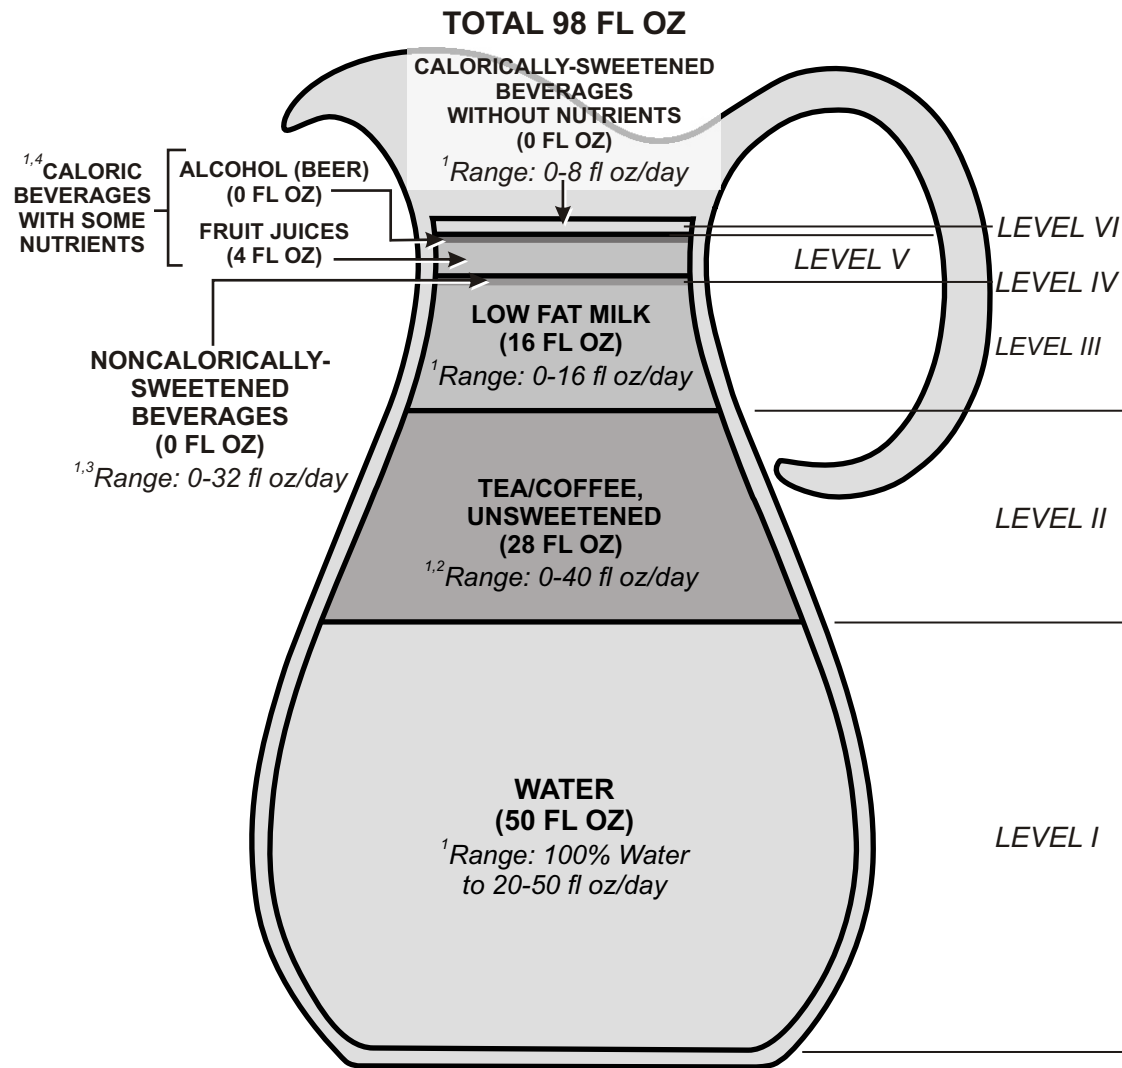 TOTAL 98 FL OZ
CALORICALLY-SWEETENED
BEVERAGES
WITHOUT NUTRIENTS
(0 FL OZ)
1Range: 0-8 fl oz/day
1,4CALORIC
BEVERAGES
WITH SOME
NUTRIENTS
ALCOHOL (BEER)
(0 FL OZ)
FRUIT JUICES
(4 FL OZ)
LEVEL VI
LEVEL V
LEVEL IV
LOW FAT MILK
(16 FL OZ)
1Range: 0-16 fl oz/day
LEVEL III
NONCALORICALLY-
SWEETENED
BEVERAGES
(0 FL OZ)
1,3Range: 0-32 fl oz/day
TEA/COFFEE,
UNSWEETENED
(28 FL OZ)
1,2Range: 0-40 fl oz/day
LEVEL II
WATER
(50 FL OZ)
1Range: 100% Water
to 20-50 fl oz/day
LEVEL I